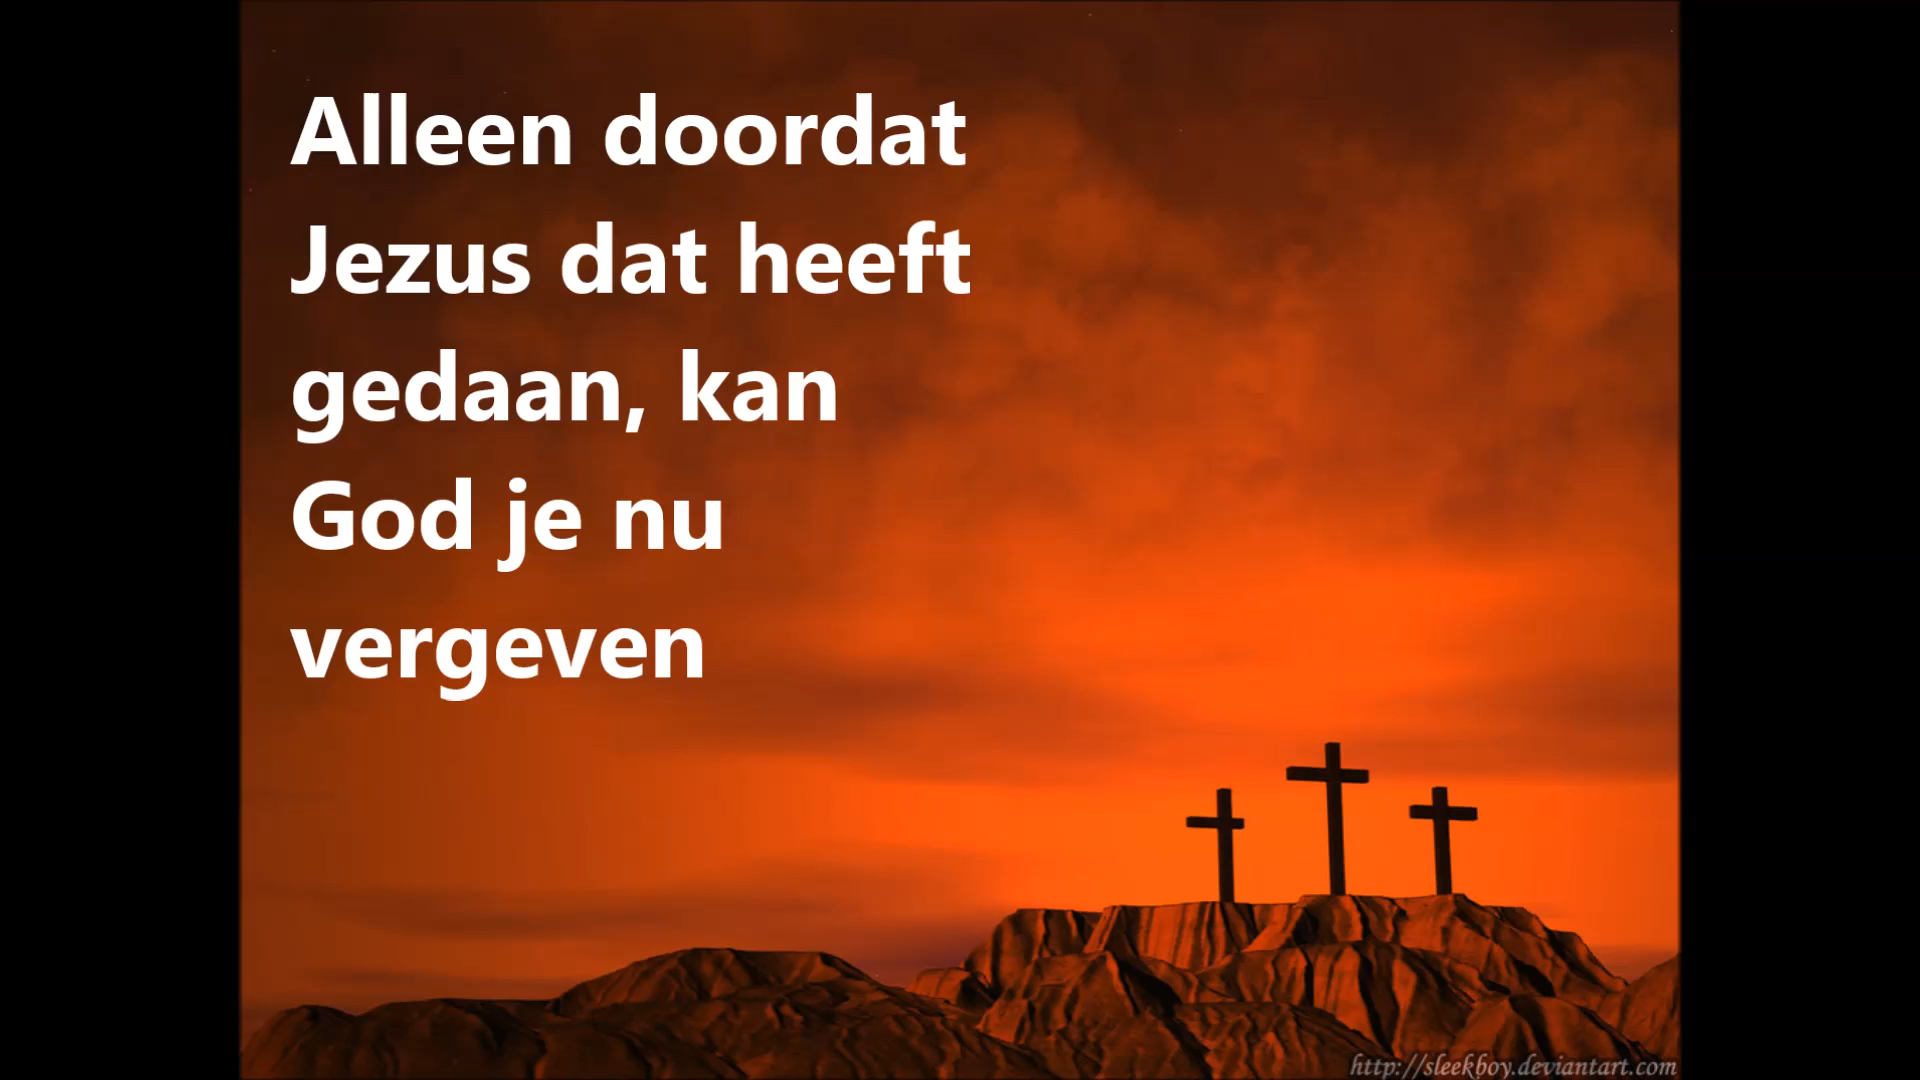 Alleen doordat
Jezus dat heeft
gedaan, kan
God je nu
vergeven
http://sleekboy.deviantart.com